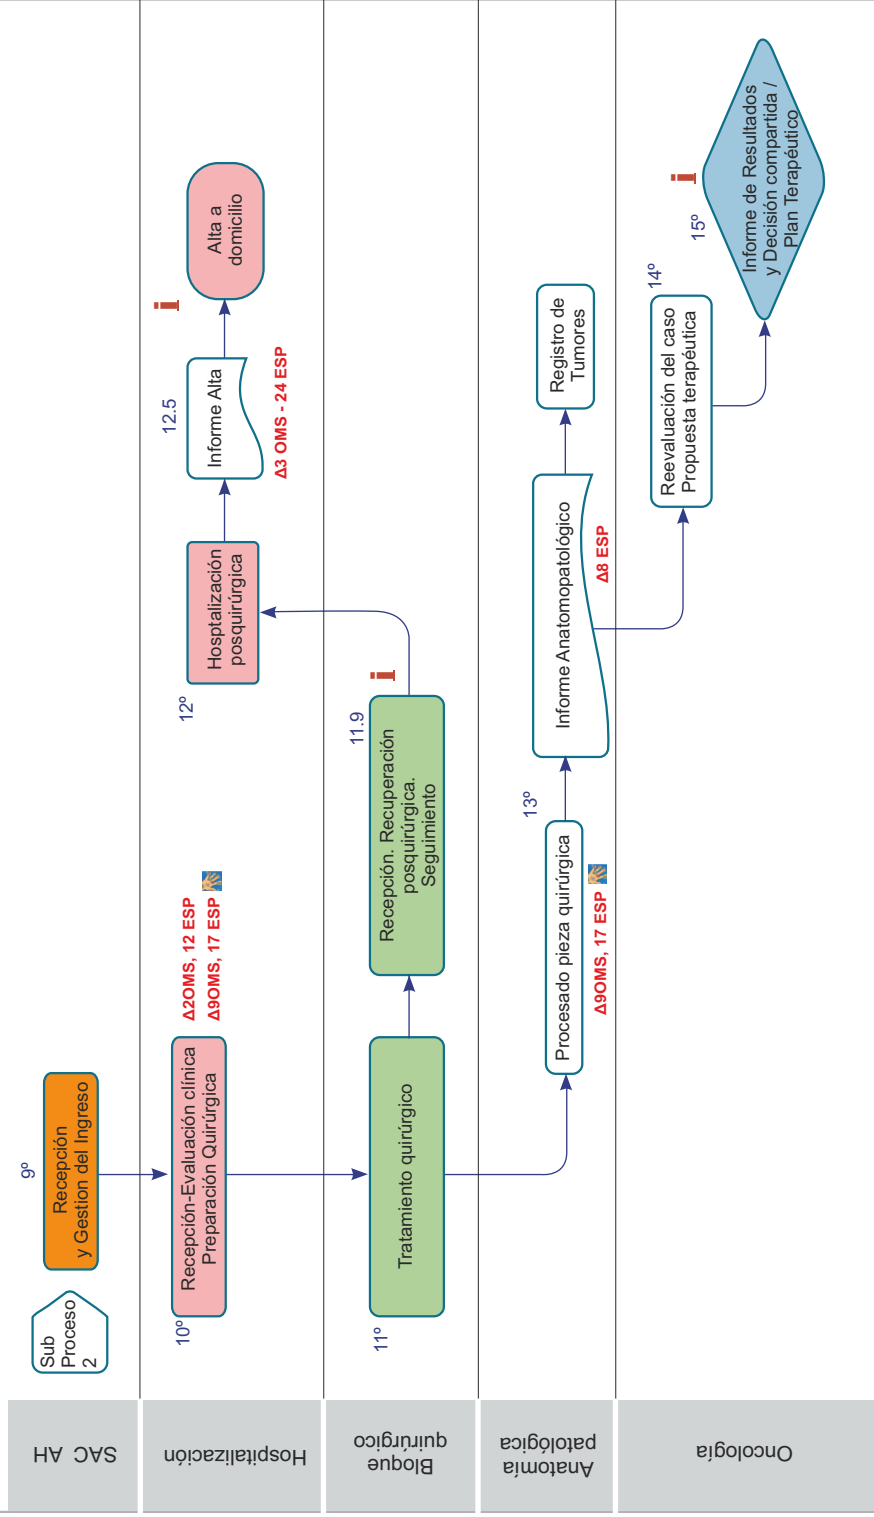 SAC AH
Sub
Proceso
2
9º
Recepción
y Gestion del Ingreso
Hospitalización
10º
Recepción-Evaluación clínica
Preparación Quirúrgica
Δ2OMS, 12 ESP
Δ9OMS, 17 ESP
12º
Hosptalización
posquirúrgica
12.5
Informe Alta
Δ3 OMS - 24 ESP
i
Alta a
domicilio
Bloque
quirúrgico
11º
Tratamiento quirúrgico
11.9
Recepción. Recuperación
posquirúrgica.
Seguimiento
i
Anatomía
patológica
Procesado pieza quirúrgica
13º
Δ9OMS, 17 ESP
Informe Anatomopatológico
Δ8 ESP
Registro de
Tumores
Oncología
14º
Reevaluación del caso
Propuesta terapéutica
15º
i
Informe de Resultados
y Decisión compartida /
Plan Terapéutico